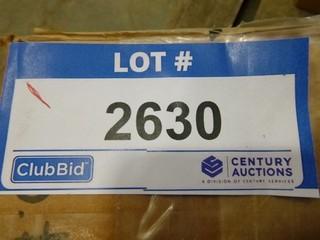 LOT #
2630
ClubBid
CENTURY
AUCTIONS
A DIVISION OF CENTURY SERVICES